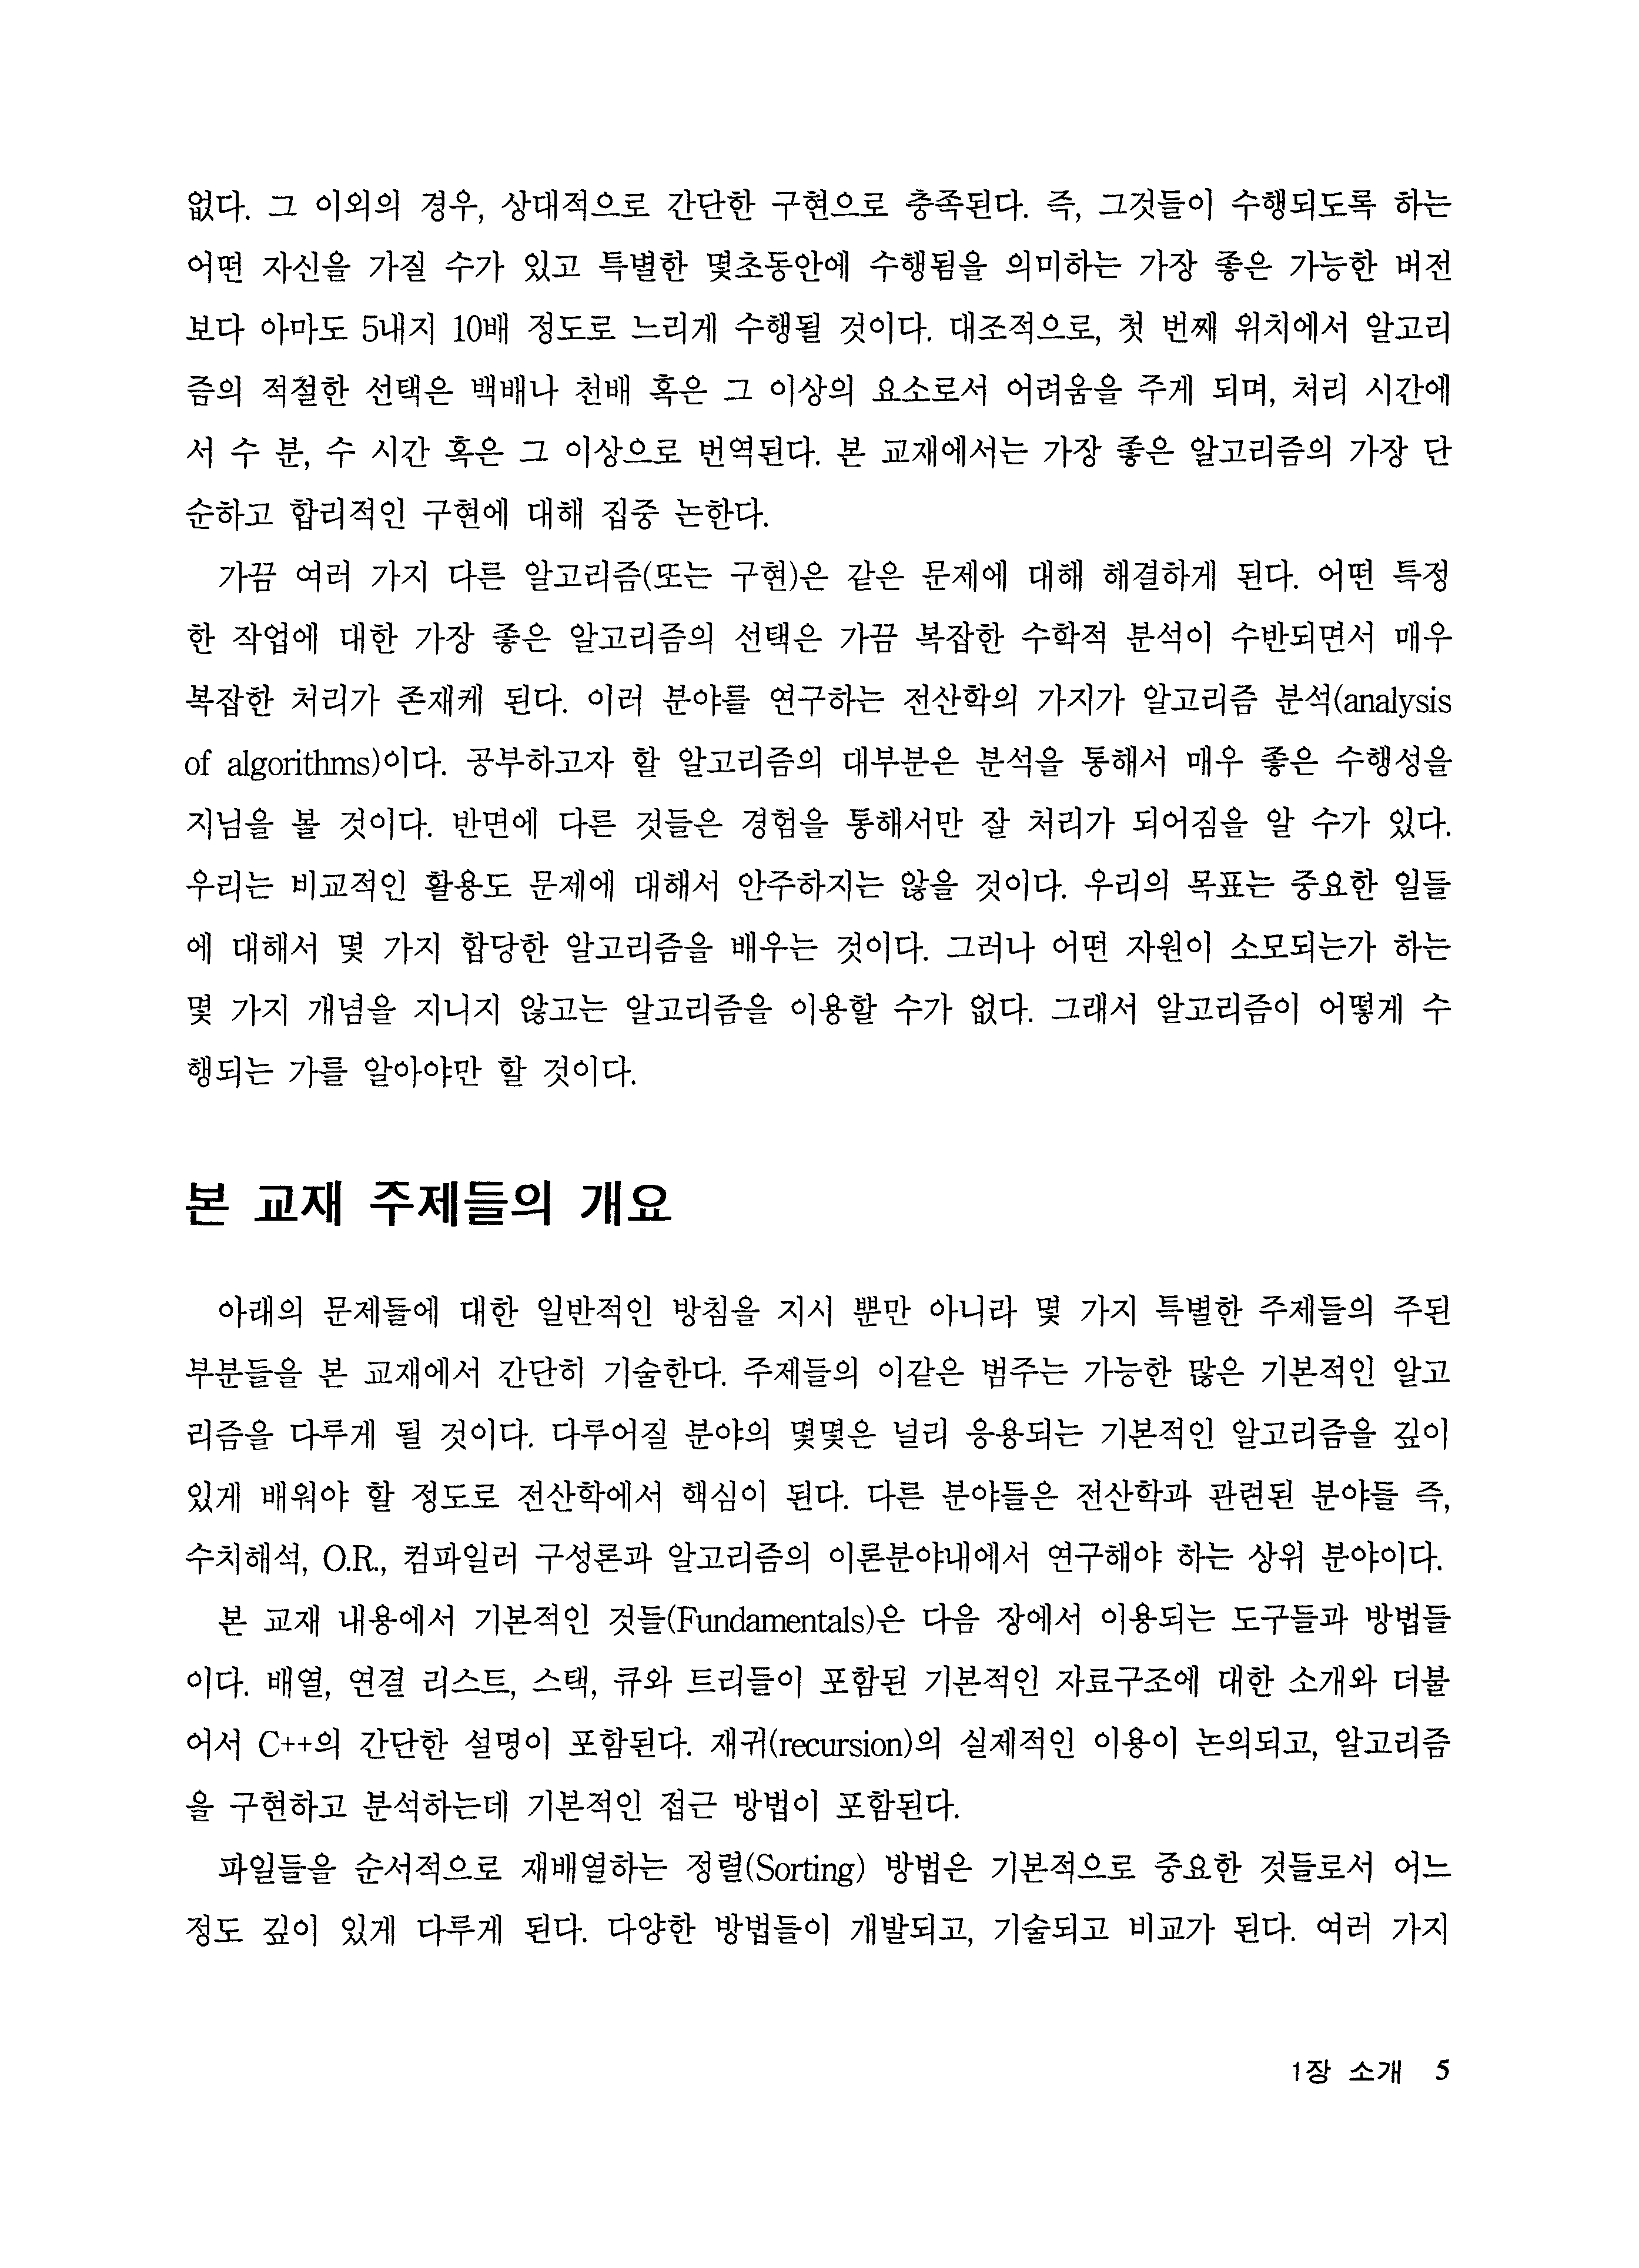 없다. 그 이외의 경우, 상대적으로 간단한 구현으로 충족된다. 즉, 그것들이 수행되도록 하는
어떤 자신을 가질 수가 있고 특별한 몇초동안에 수행됨을 의미하는 가장 좋은 가능한 버전
보다 아마도 5내지 10배 정도로 느리게 수행될 것이다. 대조적으로, 첫 번째 위치에서 알고리
즘의 적절한 선택은 백배나 천배 혹은 그 이상의 요소로서 어려움을 주게 되며, 처리 시간에
서 수 분, 수 시간 혹은 그 이상으로 번역된다. 본 교재에서는 가장 좋은 알고리즘의 가장 단
순하고 합리적인 구현에 대해 집중 논한다.
가끔 여러 가지 다른 알고리즘(또는 구현)은 같은 문제에 대해 해결하게 된다. 어떤 특정
한 작업에 대한 가장 좋은 알고리즘의 선택은 가끔 복잡한 수학적 분석이 수반되면서 매우
복잡한 처리가 존재케 된다. 이러 분야를 연구하는 전산학의 가지가 알고리즘 분석(analysis
of algorithms)이다. 공부하고자 할 알고리즘의 대부분은 분석을 통해서 매우 좋은 수행성을
지님을 볼 것이다. 반면에 다른 것들은 경험을 통해서만 잘 처리가 되어짐을 알 수가 있다.
우리는 비교적인 활용도 문제에 대해서 안주하지는 않을 것이다. 우리의 목표는 중요한 일들
에 대해서 몇 가지 합당한 알고리즘을 배우는 것이다. 그러나 어떤 자원이 소모되는가 하는
몇 가지 개념을 지니지 않고는 알고리즘을 이용할 수가 없다. 그래서 알고리즘이 어떻게 수
행되는 가를 알아야만 할 것이다.
본 교재 주제들의 개요
아래의 문제들에 대한 일반적인 방침을 지시 뿐만 아니라 몇 가지 특별한 주제들의 주된
부분들을 본 교재에서 간단히 기술한다. 주제들의 이같은 범주는 가능한 많은 기본적인 알고
리즘을 다루게 될 것이다. 다루어질 분야의 몇몇은 널리 응용되는 기본적인 알고리즘을 깊이
있게 배워야 할 정도로 전산학에서 핵심이 된다. 다른 분야들은 전산학과 관련된 분야들 즉,
수치해석, O.R., 컴파일러 구성론과 알고리즘의 이론분야내에서 연구해야 하는 상위 분야이다.
본 교재 내용에서 기본적인 것들(Fundamentals)은 다음 장에서 이용되는 도구들과 방법들
이다. 배열, 연결 리스트, 스택, 큐와 트리들이 포함된 기본적인 자료구조에 대한 소개와 더불
어서 C++의 간단한 설명이 포함된다. 재귀(recursion)의 실제적인 이용이 논의되고, 알고리즘
을 구현하고 분석하는데 기본적인 접근 방법이 포함된다.
파일들을 순서적으로 재배열하는 정렬(Sorting) 방법은 기본적으로 중요한 것들로서 어느
정도 깊이 있게 다루게 된다. 다양한 방법들이 개발되고, 기술되고 비교가 된다. 여러 가지
1장 소개 5